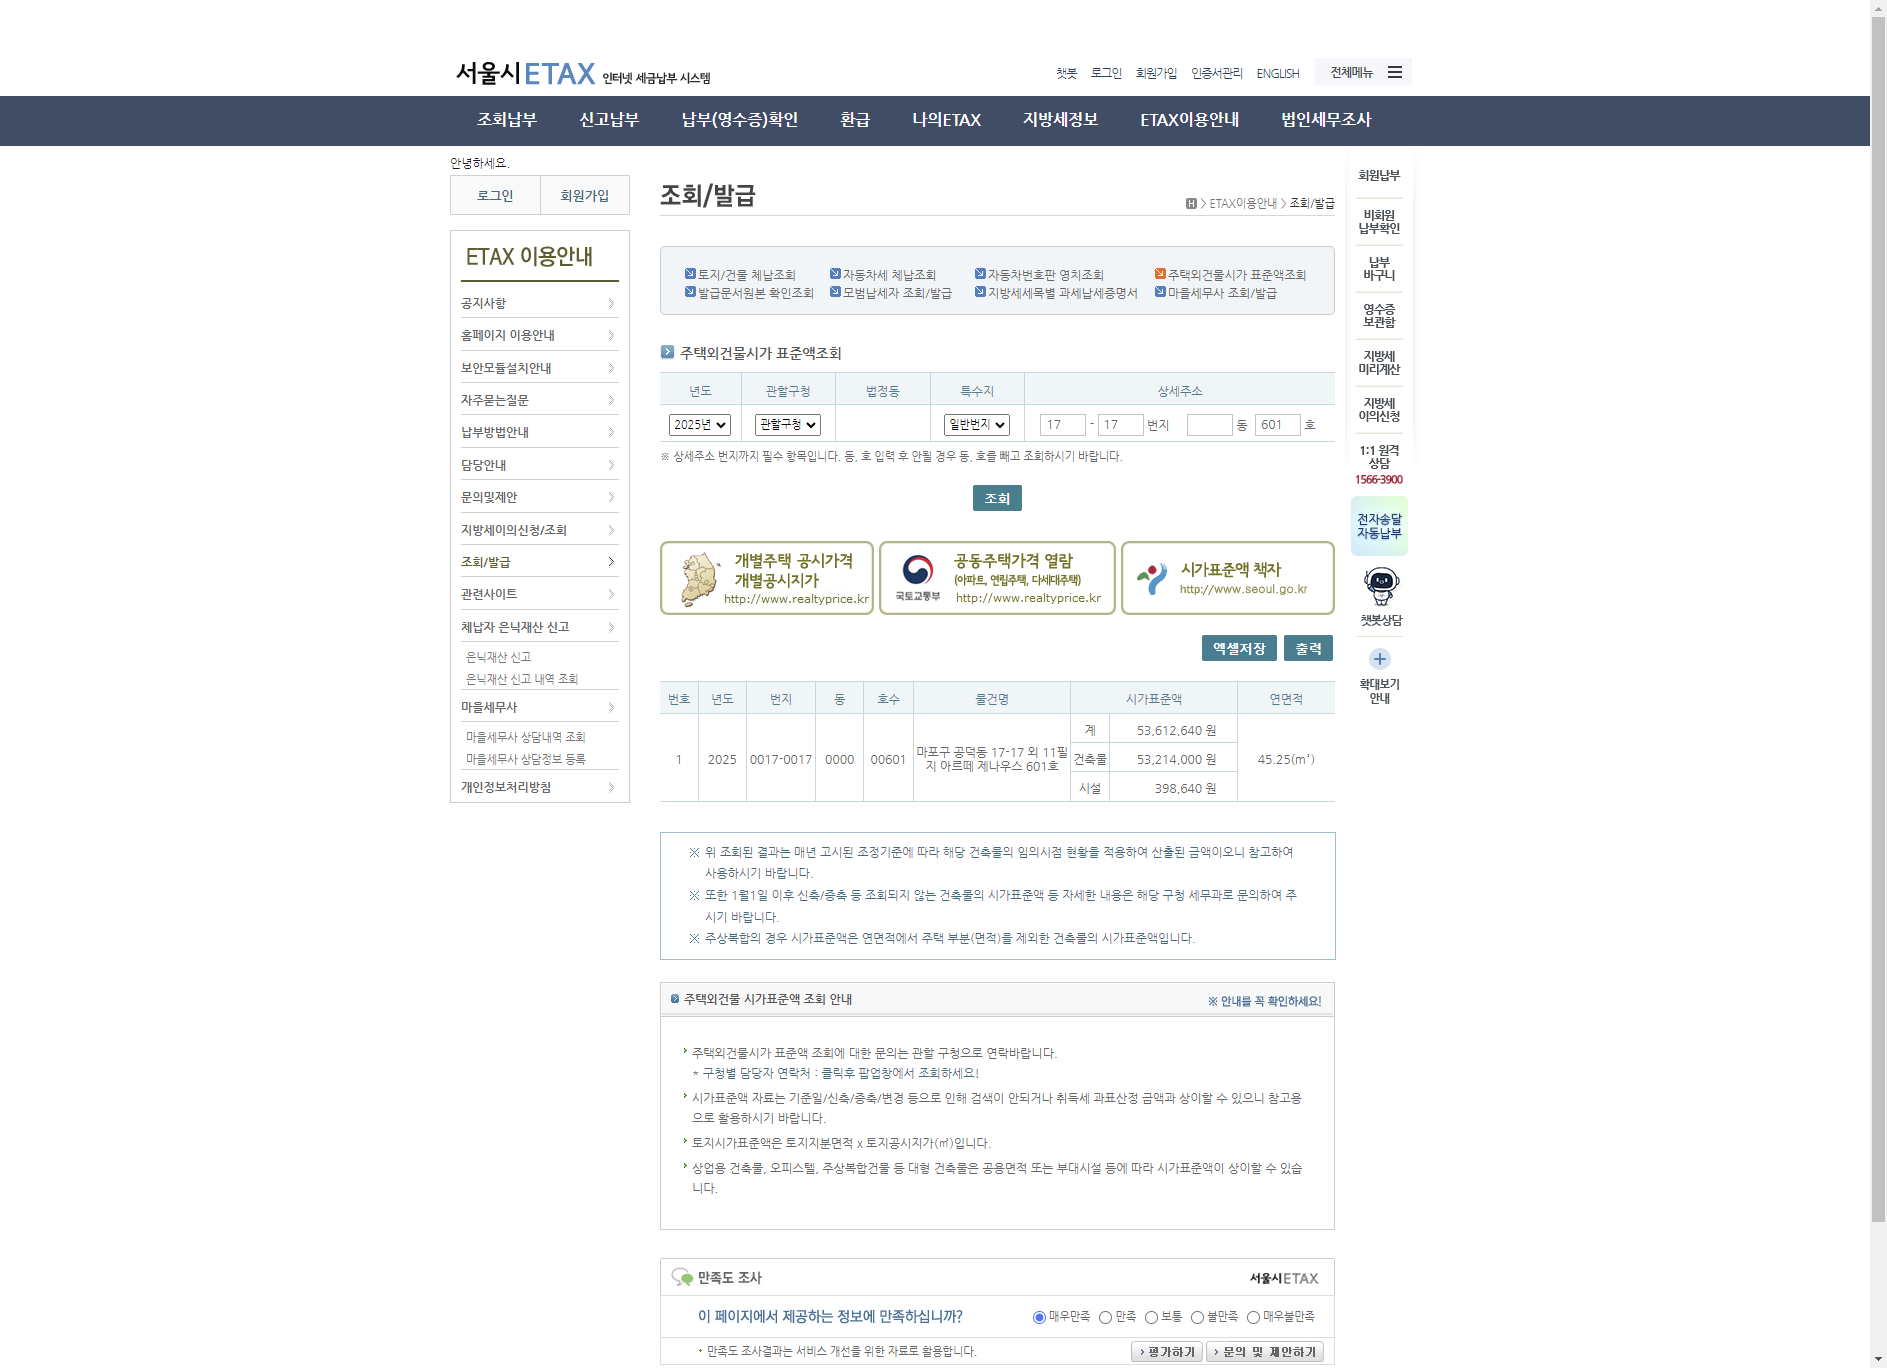 서울시 ETAX 인터넷 세금납부 시스템
챗봇 로그인 회원가입 인증서관리 ENGLISH 전체메뉴
조회납부 신고납부 납부(영수증)확인 환급 나의ETAX 지방세정보 ETAX이용안내 법인세무조사
안녕하세요.
로그인 회원가입
ETAX 이용안내
공지사항
홈페이지 이용안내
보안모듈설치안내
자주묻는질문
납부방법안내
담당안내
문의및제안
지방세이의신청/조회
조회/발급
관련사이트
체납자 은닉재산 신고
은닉재산 신고
은닉재산 신고 내역 조회
마을세무사
마을세무사 상담내역 조회
마을세무사 상담정보 등록
개인정보처리방침
조회/발급
H > ETAX이용안내 > 조회/발급
토지/건물 체납조회 자동차세 체납조회 자동차번호판 영치조회 주택외건물시가 표준액조회
발급문서원본 확인조회 모범납세자 조회/발급 지방세세목별 과세납세증명서 마을세무사 조회/발급
주택외건물시가 표준액조회
년도 관할구청 법정동 특수지 상세주소
2025년 관할구청 일반번지 17 - 17 번지 동 601 호
※ 상세주소 번지까지 필수 항목입니다. 동, 호 입력 후 안될 경우 동, 호를 빼고 조회하시기 바랍니다.
조회
개별주택 공시가격
개별공시지가
http://www.realtyprice.kr
국토교통부
공동주택가격 열람
(아파트, 연립주택, 다세대주택)
http://www.realtyprice.kr
시가표준액 책자
http://www.seoul.go.kr
엑셀저장 출력
번호 년도 번지 동 호수 물건명 시가표준액 연면적
1 2025 0017-0017 0000 00601 마포구 공덕동 17-17 외 11필
지 아르떼 제나우스 601호
계 53,612,640 원
건축물 53,214,000 원
시설 398,640 원
45.25(m²)
※ 위 조회된 결과는 매년 고시된 조정기준에 따라 해당 건축물의 임의시점 현황을 적용하여 산출된 금액이오니 참고하여
사용하시기 바랍니다.
※ 또한 1월1일 이후 신축/증축 등 조회되지 않는 건축물의 시가표준액 등 자세한 내용은 해당 구청 세무과로 문의하여 주
시기 바랍니다.
※ 주상복합의 경우 시가표준액은 연면적에서 주택 부분(면적)을 제외한 건축물의 시가표준액입니다.
주택외건물 시가표준액 조회 안내
※ 안내를 꼭 확인하세요!
주택외건물시가 표준액 조회에 대한 문의는 관할 구청으로 연락바랍니다.
* 구청별 담당자 연락처 : 클릭후 팝업창에서 조회하세요!
시가표준액 자료는 기준일/신축/증축/변경 등으로 인해 검색이 안되거나 취득세 과표산정 금액과 상이할 수 있으니 참고용
으로 활용하시기 바랍니다.
토지시가표준액은 토지지분면적 x 토지공시지가(㎡)입니다.
상업용 건축물, 오피스텔, 주상복합건물 등 대형 건축물은 공용면적 또는 부대시설 등에 따라 시가표준액이 상이할 수 있습
니다.
만족도 조사
서울시ETAX
이 페이지에서 제공하는 정보에 만족하십니까?
매우만족 만족 보통 불만족 매우불만족
· 만족도 조사결과는 서비스 개선을 위한 자료로 활용합니다.
평가하기 문의 및 제안하기
회원납부
비회원
납부확인
납부
바구니
영수증
보관함
지방세
미리계산
지방세
이의신청
1:1 원격
상담
1566-3900
전자송달
자동납부
챗봇상담
확대보기
안내